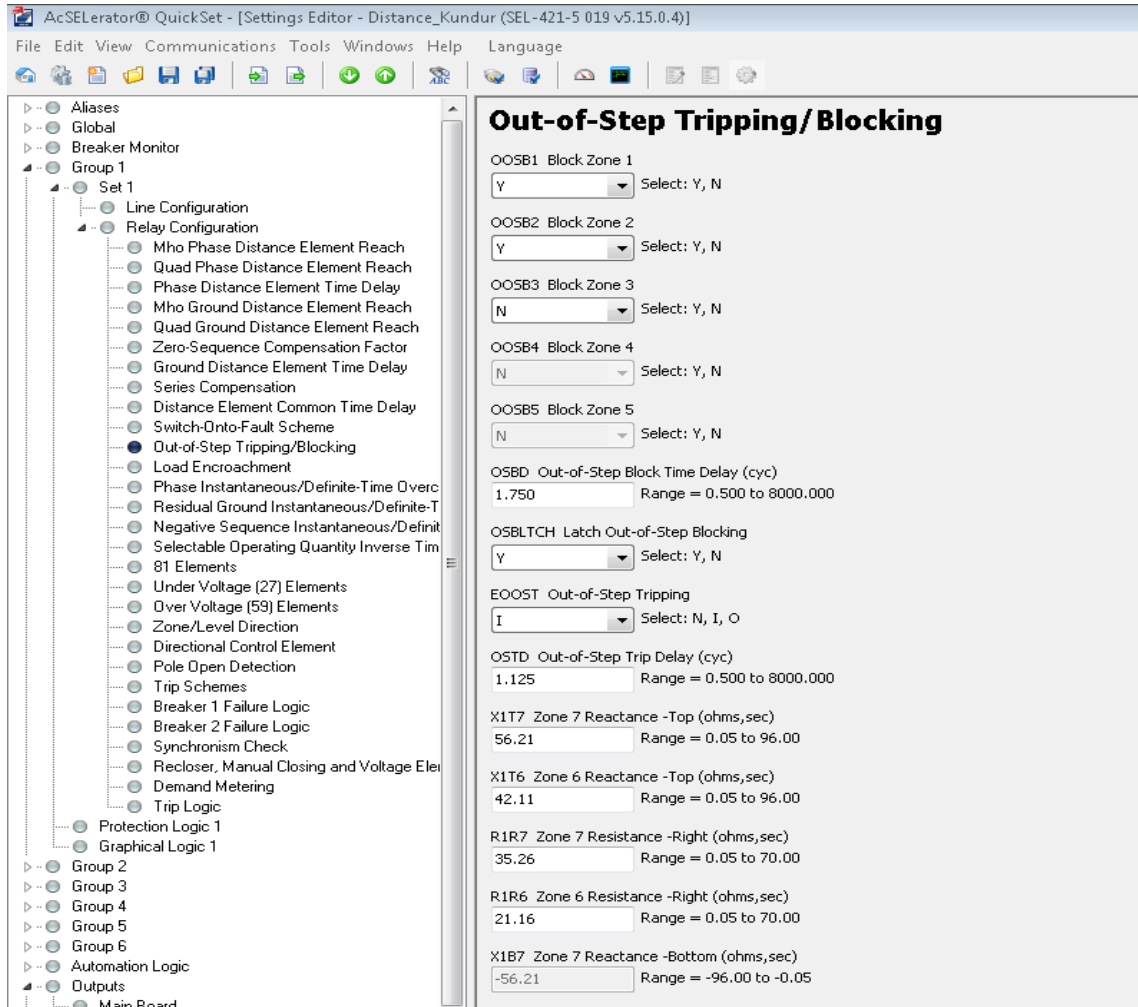 AcSELerator® QuickSet - [Settings Editor - Distance_Kundur (SEL-421-5 019 v5.15.0.4)]
File Edit View Communications Tools Windows Help Language
Aliases
Global
Breaker Monitor
Group 1
Set 1
Line Configuration
Relay Configuration
Mho Phase Distance Element Reach
Quad Phase Distance Element Reach
Phase Distance Element Time Delay
Mho Ground Distance Element Reach
Quad Ground Distance Element Reach
Zero-Sequence Compensation Factor
Ground Distance Element Time Delay
Series Compensation
Distance Element Common Time Delay
Switch-Onto-Fault Scheme
Out-of-Step Tripping/Blocking
Load Encroachment
Phase Instantaneous/Definite-Time Overc
Residual Ground Instantaneous/Definite-T
Negative Sequence Instantaneous/Definit
Selectable Operating Quantity Inverse Tim
81 Elements
Under Voltage (27) Elements
Over Voltage (59) Elements
Zone/Level Direction
Directional Control Element
Pole Open Detection
Trip Schemes
Breaker 1 Failure Logic
Breaker 2 Failure Logic
Synchronism Check
Recloser, Manual Closing and Voltage Eler
Demand Metering
Trip Logic
Protection Logic 1
Graphical Logic 1
Group 2
Group 3
Group 4
Group 5
Group 6
Automation Logic
Outputs
Main Board
Out-of-Step Tripping/Blocking
OOSB1 Block Zone 1
Y Select: Y, N
OOSB2 Block Zone 2
Y Select: Y, N
OOSB3 Block Zone 3
N Select: Y, N
OOSB4 Block Zone 4
N Select: Y, N
OOSB5 Block Zone 5
N Select: Y, N
OSBD Out-of-Step Block Time Delay (cyc)
1.750 Range = 0.500 to 8000.000
OSBLTCH Latch Out-of-Step Blocking
Y Select: Y, N
EOOST Out-of-Step Tripping
I Select: N, I, O
OSTD Out-of-Step Trip Delay (cyc)
1.125 Range = 0.500 to 8000.000
X1T7 Zone 7 Reactance -Top (ohms,sec)
56.21 Range = 0.05 to 96.00
X1T6 Zone 6 Reactance -Top (ohms,sec)
42.11 Range = 0.05 to 96.00
R1R7 Zone 7 Resistance -Right (ohms,sec)
35.26 Range = 0.05 to 70.00
R1R6 Zone 6 Resistance -Right (ohms,sec)
21.16 Range = 0.05 to 70.00
X1B7 Zone 7 Reactance -Bottom (ohms,sec)
-56.21 Range = -96.00 to -0.05